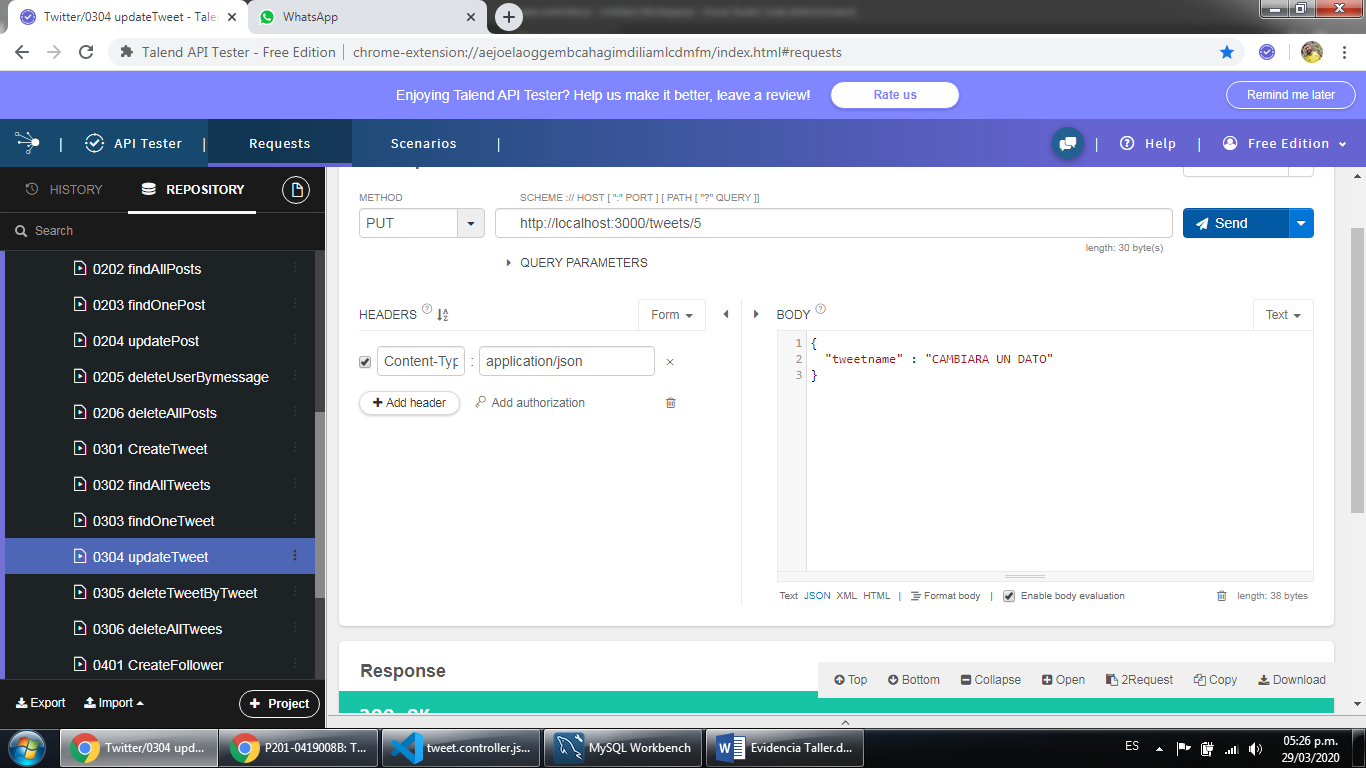 Twitter/0304 updateTweet - Tale
WhatsApp
Talend API Tester - Free Edition
chrome-extension://aejoelaoggembcahagimdiliamlcdmfm/index.html#requests
Enjoying Talend API Tester? Help us make it better, leave a review!
Rate us
Remind me later
API Tester
Requests
Scenarios
Help
Free Edition
HISTORY
REPOSITORY
Search
0202 findAllPosts
0203 findOnePost
0204 updatePost
0205 deleteUserBymessage
0206 deleteAllPosts
0301 CreateTweet
0302 findAllTweets
0303 findOneTweet
0304 updateTweet
0305 deleteTweetByTweet
0306 deleteAllTwees
0401 CreateFollower
Export
Import
+ Project
METHOD
SCHEME :// HOST [ ":" PORT ] [ PATH [ "?" QUERY ]]
PUT
http://localhost:3000/tweets/5
Send
length: 30 byte(s)
QUERY PARAMETERS
HEADERS
Form
Content-Typ : application/json
+ Add header
Add authorization
BODY
Text
1 {
2 "tweetname" : "CAMBIARA UN DATO"
3 }
Text JSON XML HTML | Format body | Enable body evaluation
length: 38 bytes
Response
Top
Bottom
Collapse
Open
2Request
Copy
Download
200 OK
Twitter/0304 upd...
P201-0419008B: T...
tweet.controller.js...
MySQL Workbench
Evidencia Taller.d...
ES
05:26 p.m.
29/03/2020